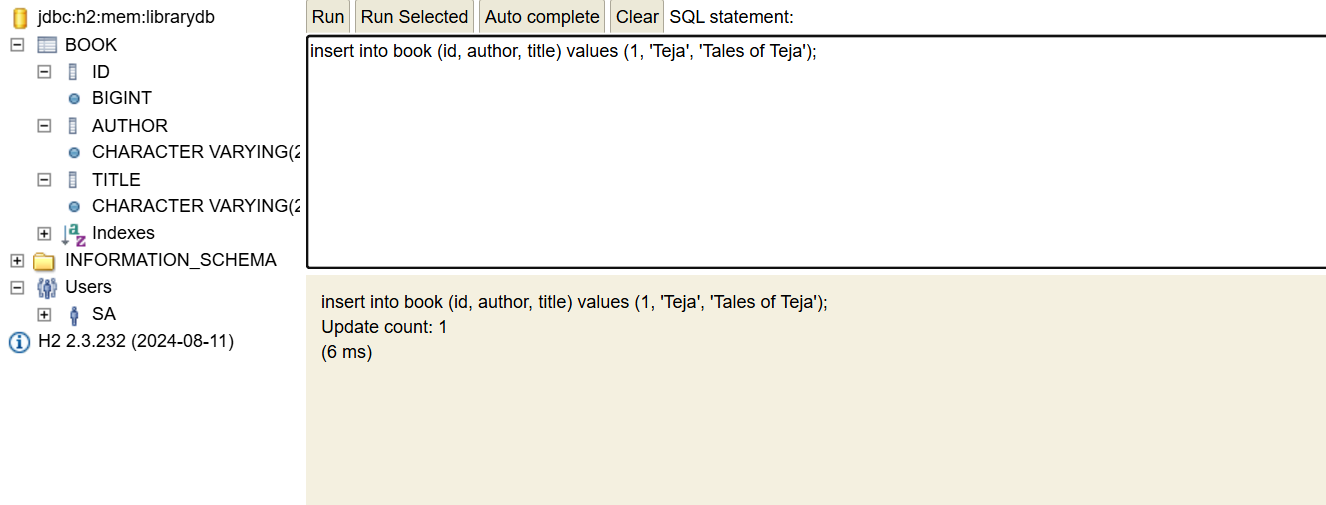 jdbc:h2:mem:librarydb
BOOK
ID
BIGINT
AUTHOR
CHARACTER VARYING(2
TITLE
CHARACTER VARYING(2
Indexes
INFORMATION_SCHEMA
Users
SA
H2 2.3.232 (2024-08-11)
Run Run Selected Auto complete Clear SQL statement:
insert into book (id, author, title) values (1, 'Teja', 'Tales of Teja');
insert into book (id, author, title) values (1, 'Teja', 'Tales of Teja');
Update count: 1
(6 ms)